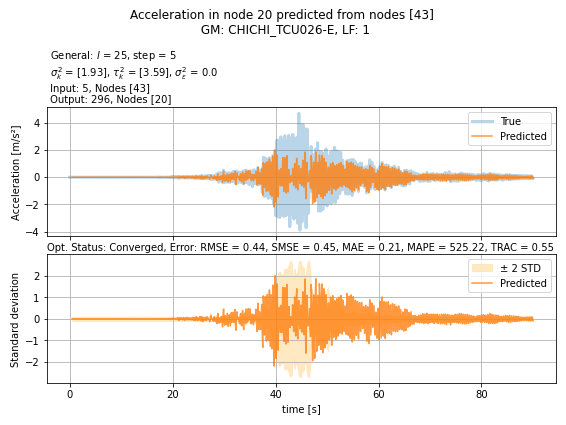 Acceleration in node 20 predicted from nodes [43]
GM: CHICHI_TCU026-E, LF: 1
General: l = 25, step = 5
σ²ₖ = [1.93], τ²ₖ = [3.59], σ²ε = 0.0
Input: 5, Nodes [43]
Output: 296, Nodes [20]
Acceleration [m/s²]
4
2
0
−2
−4
True
Predicted
Opt. Status: Converged, Error: RMSE = 0.44, SMSE = 0.45, MAE = 0.21, MAPE = 525.22, TRAC = 0.55
Standard deviation
2
1
0
−1
−2
± 2 STD
Predicted
0
20
40
60
80
time [s]